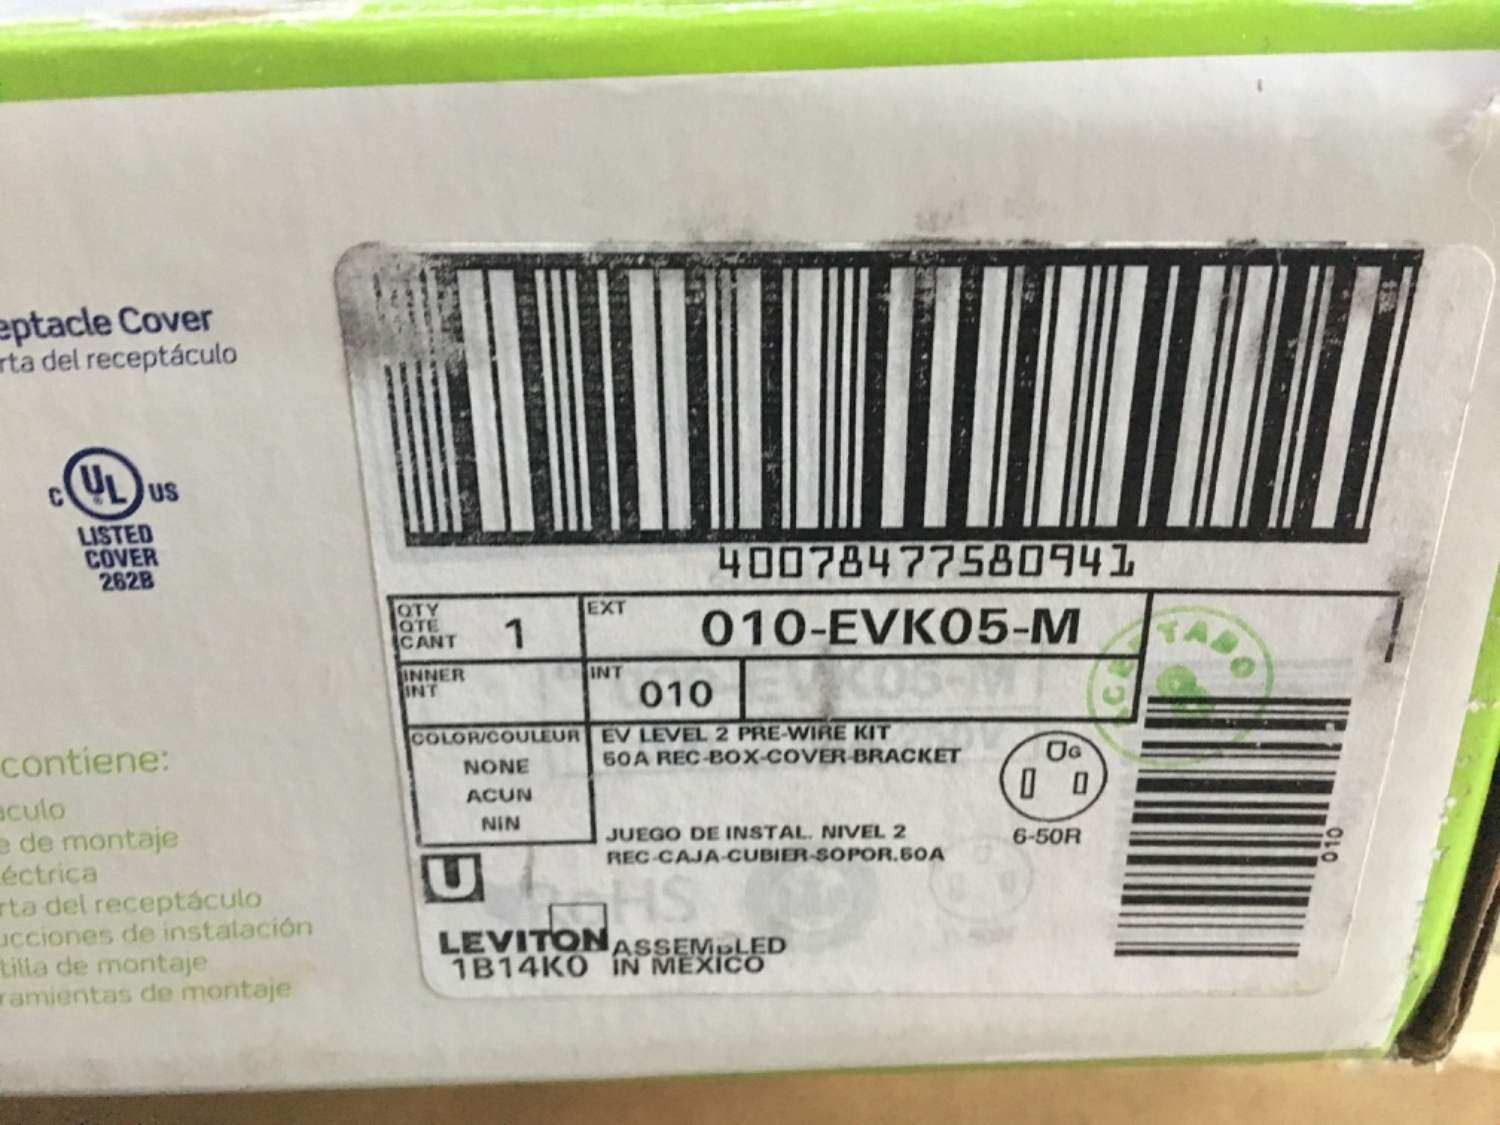 eptacle Cover
rta del receptáculo
C UL US
LISTED
COVER
262B
contiene:
aculo
e de montaje
éctrica
rta del receptáculo
ucciones de instalación
tilla de montaje
ramientas de montaje
40078477580941
QTY
QTE
CANT
1
EXT
010-EVK05-M
INNER
INT
INT
010
COLOR/COULEUR
NONE
ACUN
NIN
EV LEVEL 2 PRE-WIRE KIT
50A REC-BOX-COVER-BRACKET
JUEGO DE INSTAL. NIVEL 2
REC-CAJA-CUBIER-SOPOR.50A
G
6-50R
010
U
LEVITON ASSEMBLED
1B14K0 IN MEXICO
RoHS
CEPTADO